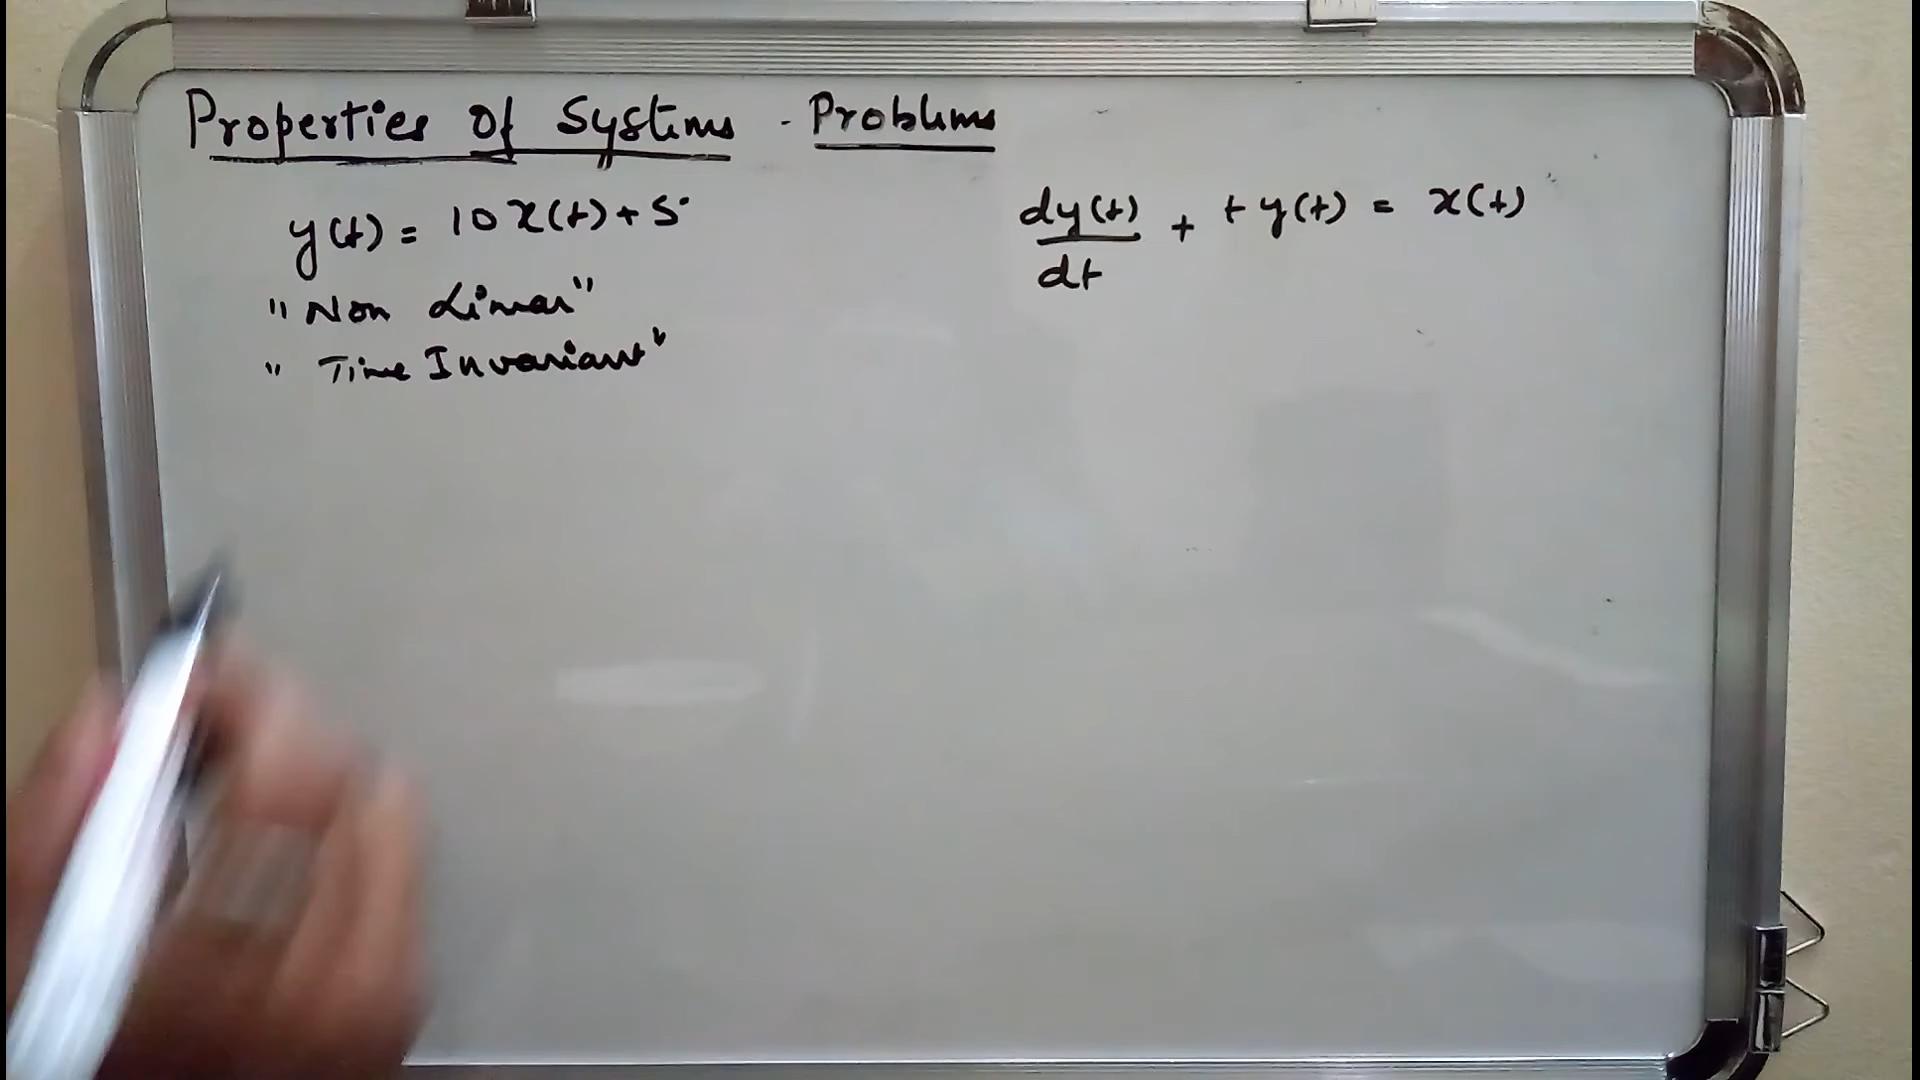 Properties of Systems - Problems
y(t) = 10 x(t) + 5
"Non Linear"
"Time Invariant"
dy(t)/dt + t y(t) = x(t)